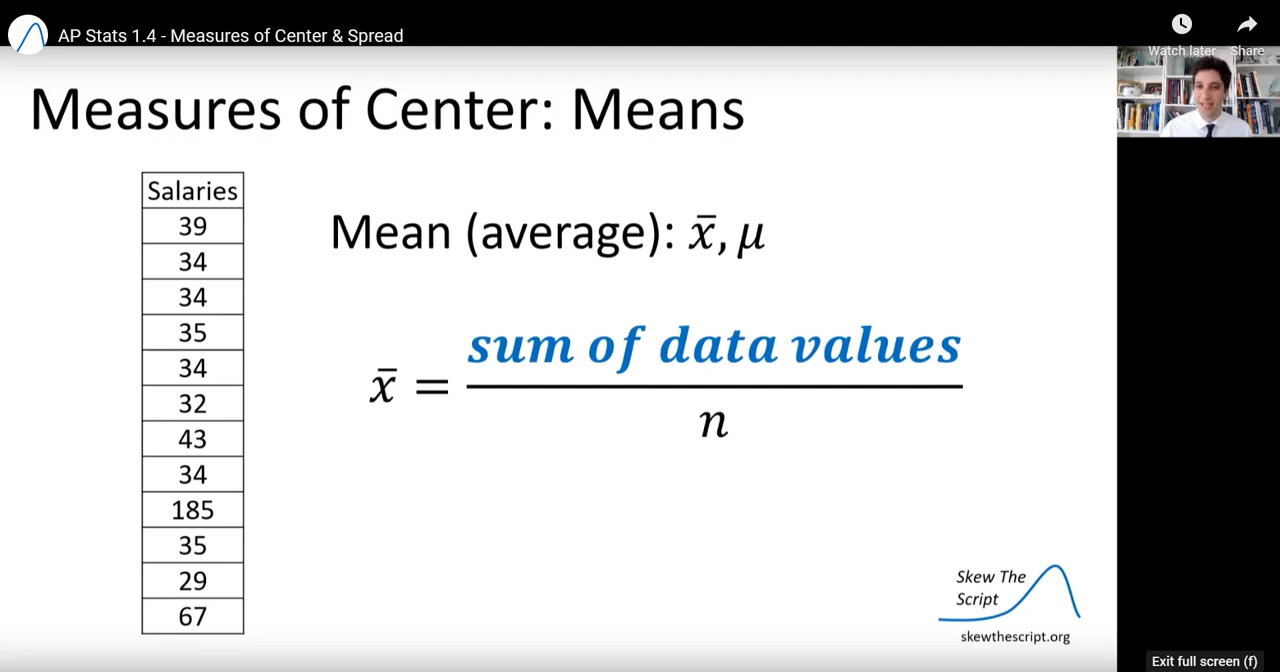 AP Stats 1.4 - Measures of Center & Spread
Watch later
Share
Measures of Center: Means
Salaries
39
34
34
35
34
32
43
34
185
35
29
67
Mean (average): x̄, μ
x̄ = sum of data values / n
Skew The
Script
skewthescript.org
Exit full screen (f)